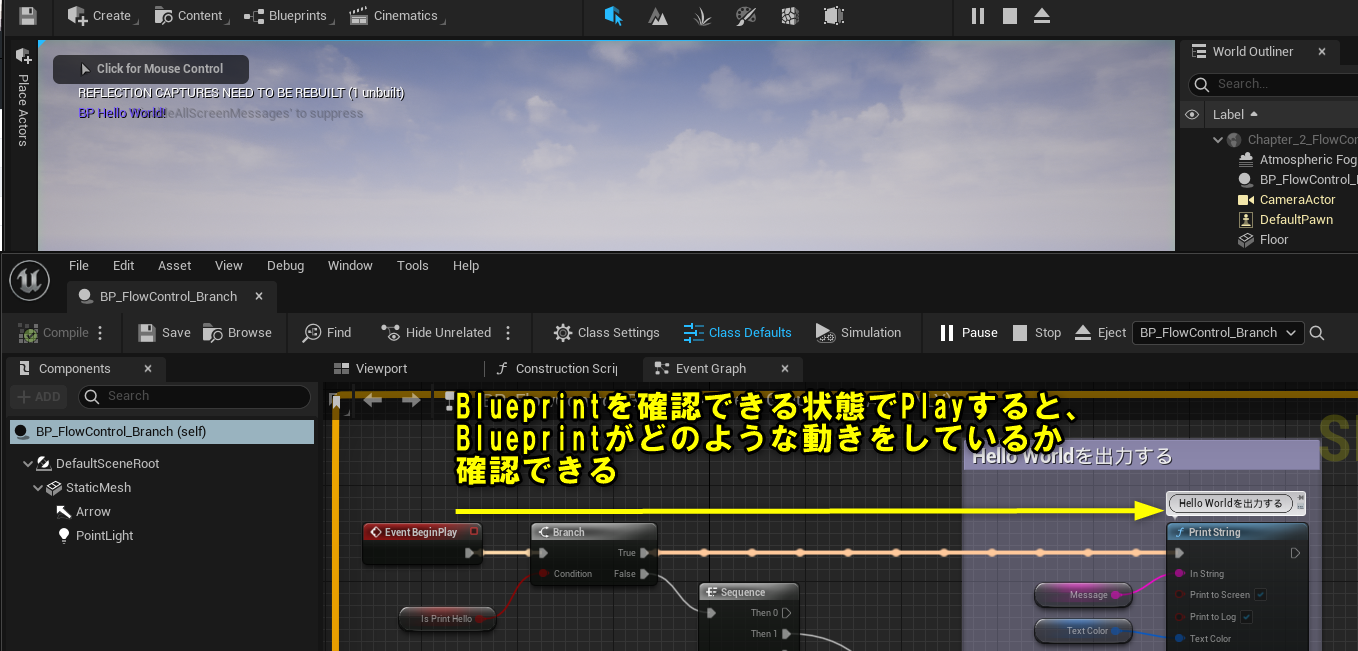 Create
Content
Blueprints
Cinematics
Place Actors
Click for Mouse Control
REFLECTION CAPTURES NEED TO BE REBUILT (1 unbuilt)
BP Hello World!
eAllScreenMessages' to suppress
World Outliner
Search...
Label
Chapter_2_FlowCor
Atmospheric Fog
BP_FlowControl_
CameraActor
DefaultPawn
Floor
File Edit Asset View Debug Window Tools Help
BP_FlowControl_Branch
Compile
Save
Browse
Find
Hide Unrelated
Class Settings
Class Defaults
Simulation
Pause
Stop
Eject
BP_FlowControl_Branch
Components
Viewport
Construction Scrip
Event Graph
ADD
Search
BP_FlowControl_Branch (self)
DefaultSceneRoot
StaticMesh
Arrow
PointLight
Blueprintを確認できる状態でPlayすると、
Blueprintがどのような動きをしているか
確認できる
Hello Worldを出力する
Hello Worldを出力する
Event BeginPlay
Branch
True
Condition
False
Is Print Hello
Sequence
Then 0
Then 1
Message
Text Color
Print String
In String
Print to Screen
Print to Log
Text Color